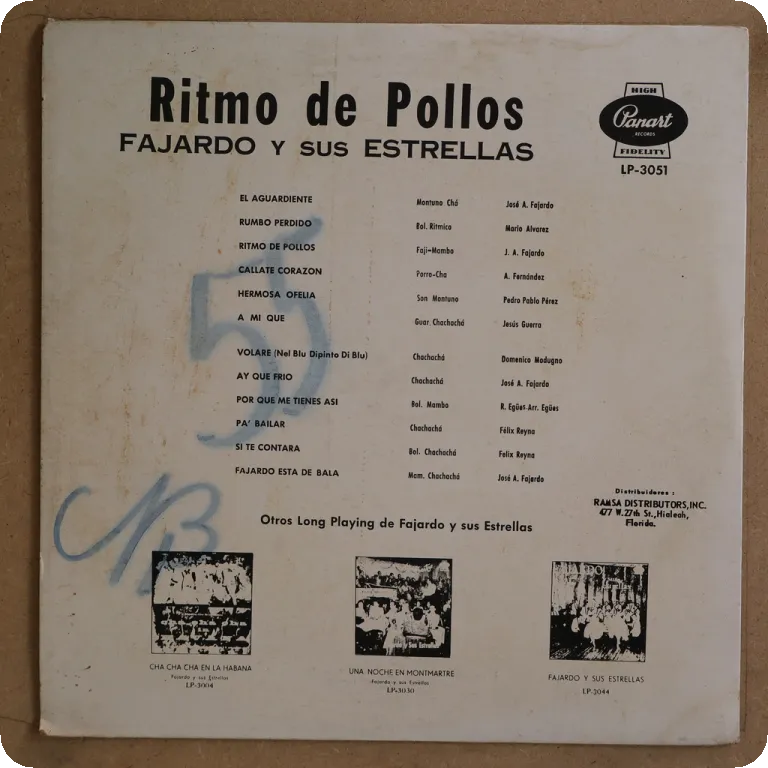 Ritmo de Pollos
FAJARDO Y SUS ESTRELLAS
HIGH
Panart
RECORDS
FIDELITY
LP-3051
EL AGUARDIENTE Montuno Chá José A. Fajardo
RUMBO PERDIDO Bol. Ritmico Mario Alvarez
RITMO DE POLLOS Faji-Mambo J. A. Fajardo
CALLATE CORAZON Porro-Cha A. Fernández
HERMOSA OFELIA Son Montuno Pedro Pablo Pérez
A MI QUE Guar. Chachachá Jesús Guerra
VOLARE (Nel Blu Dipinto Di Blu) Chachachá Domenico Modugno
AY QUE FRIO Chachachá José A. Fajardo
POR QUE ME TIENES ASI Bol. Mambo R. Egües-Arr. Egües
PA' BAILAR Chachachá Félix Reyna
SI TE CONTARA Bol. Chachachá Felix Reyna
FAJARDO ESTA DE BALA Mam. Chachachá José A. Fajardo
55
NB
Distribuidores :
RAMSA DISTRIBUTORS, INC.
477 W. 27th St., Hialeah,
Florida.
Otros Long Playing de Fajardo y sus Estrellas
CHA CHA CHA EN LA HABANA
Fajardo y sus Estrellas
LP-3004
UNA NOCHE EN MONTMARTRE
Fajardo y sus Estrellas
LP-3030
FAJARDO Y SUS ESTRELLAS
LP-3044